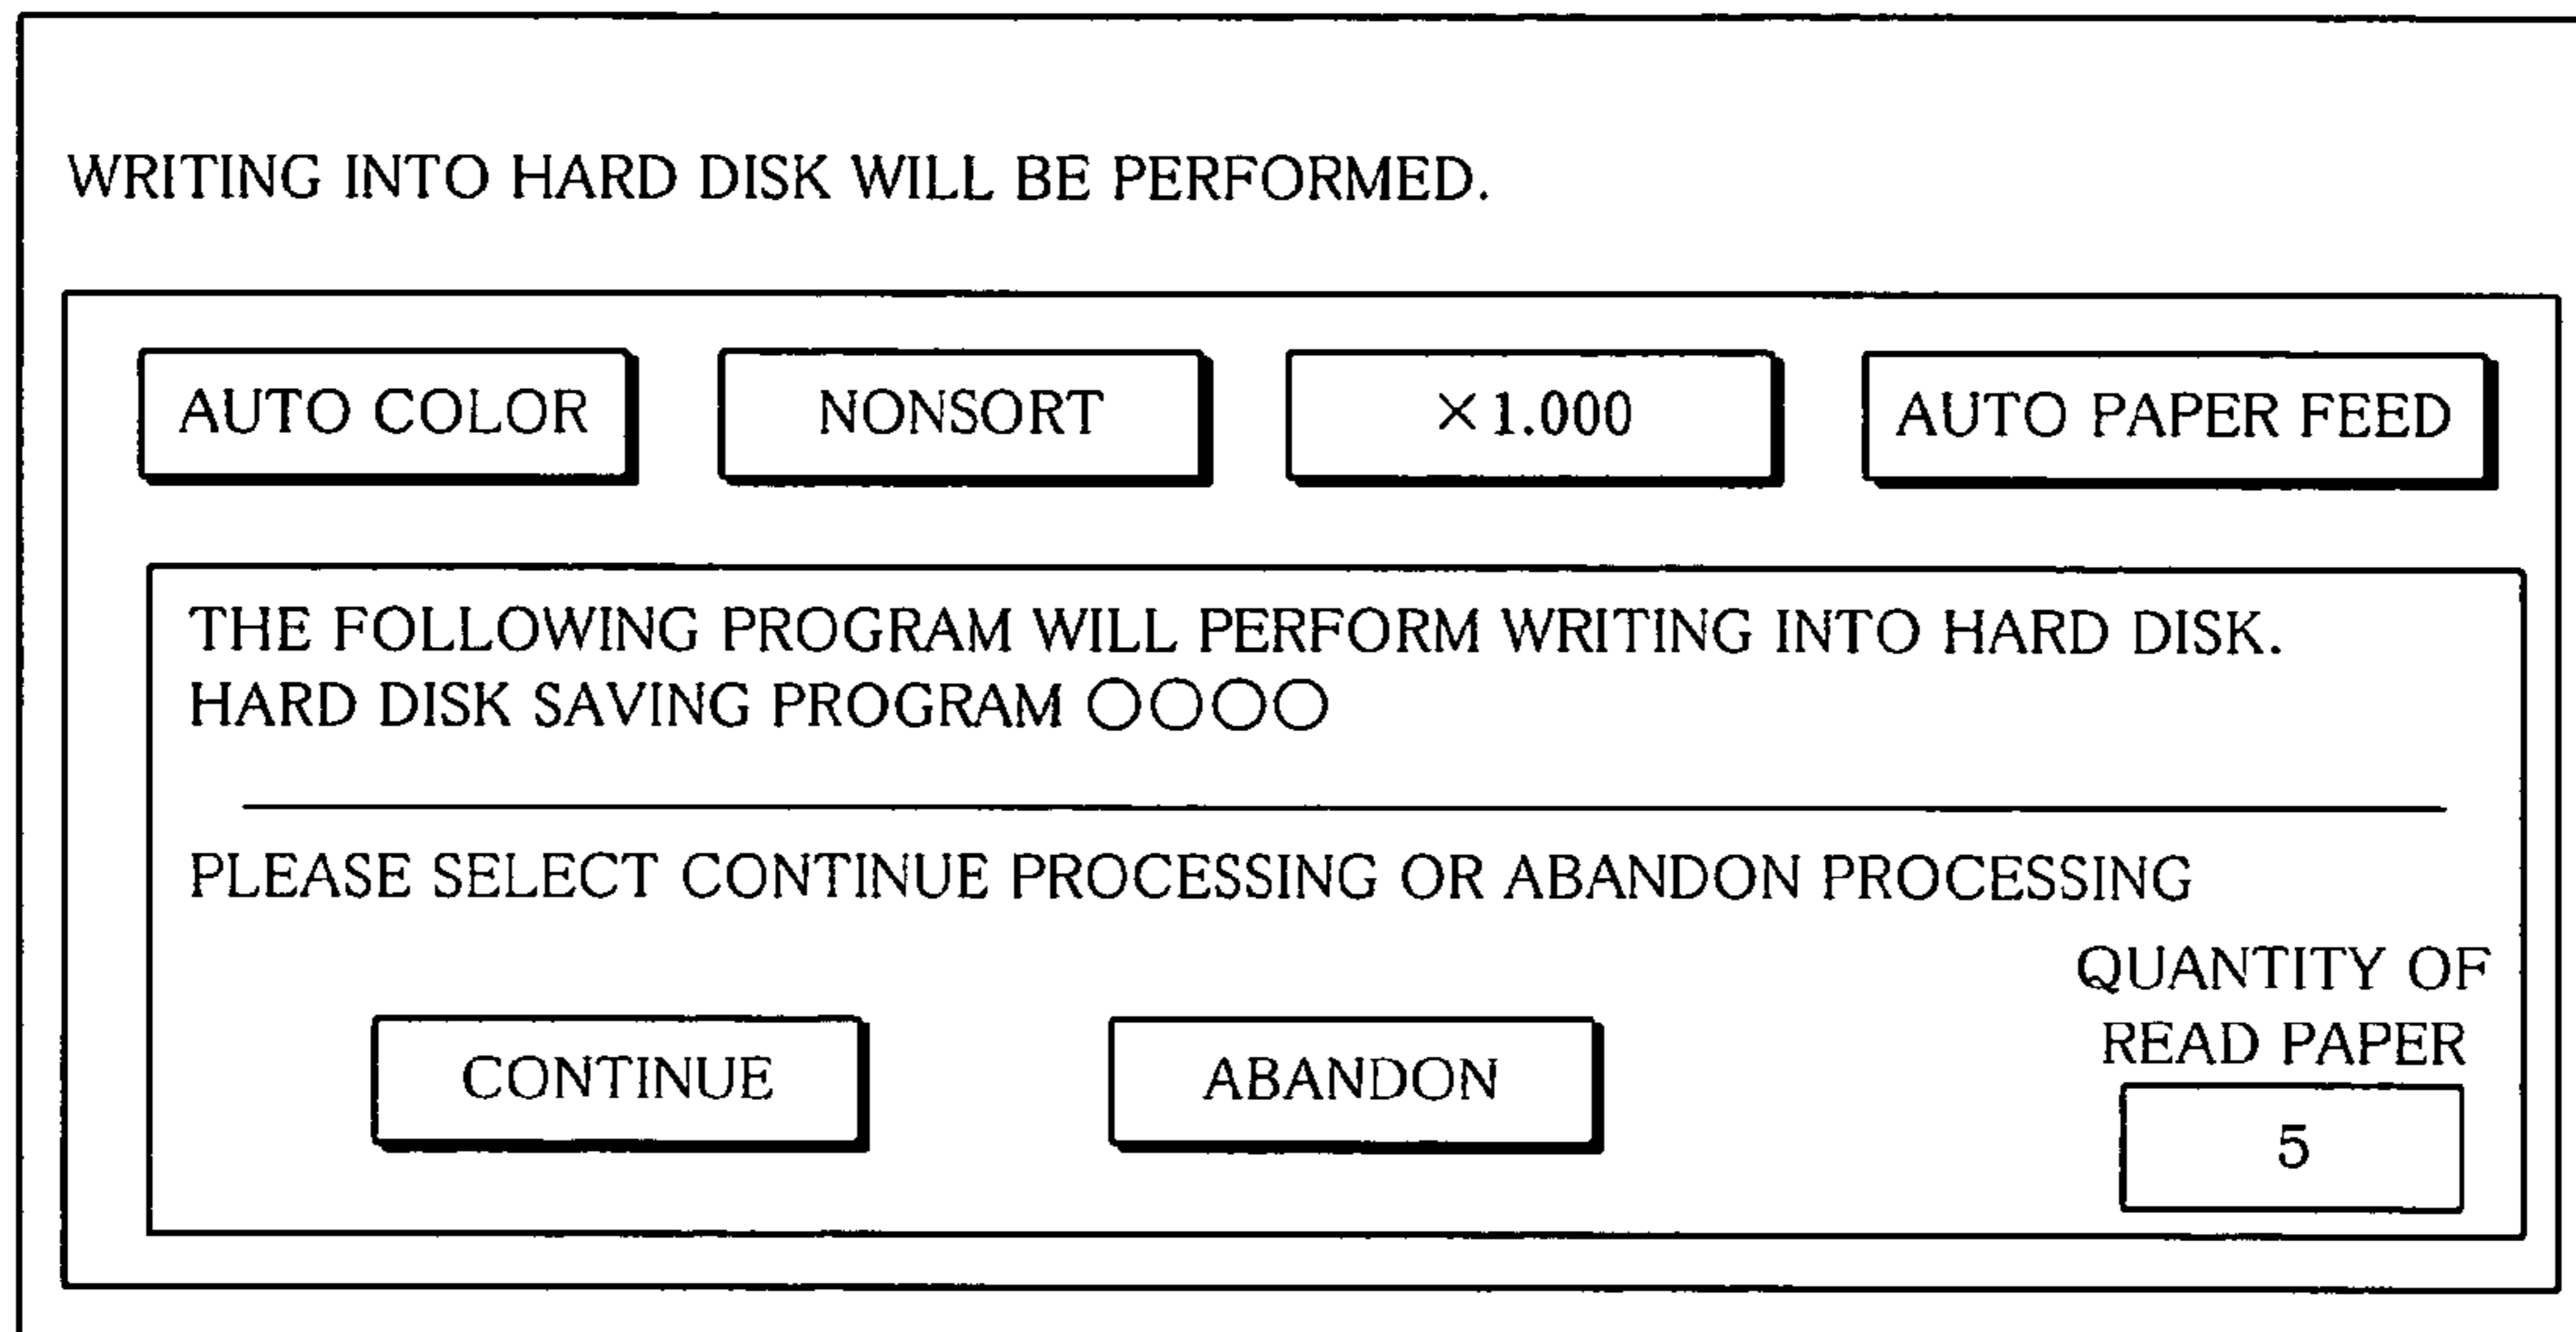 WRITING INTO HARD DISK WILL BE PERFORMED.
AUTO COLOR
NONSORT
×1.000
AUTO PAPER FEED
THE FOLLOWING PROGRAM WILL PERFORM WRITING INTO HARD DISK.
HARD DISK SAVING PROGRAM ○○○○
PLEASE SELECT CONTINUE PROCESSING OR ABANDON PROCESSING
QUANTITY OF
READ PAPER
CONTINUE
ABANDON
5